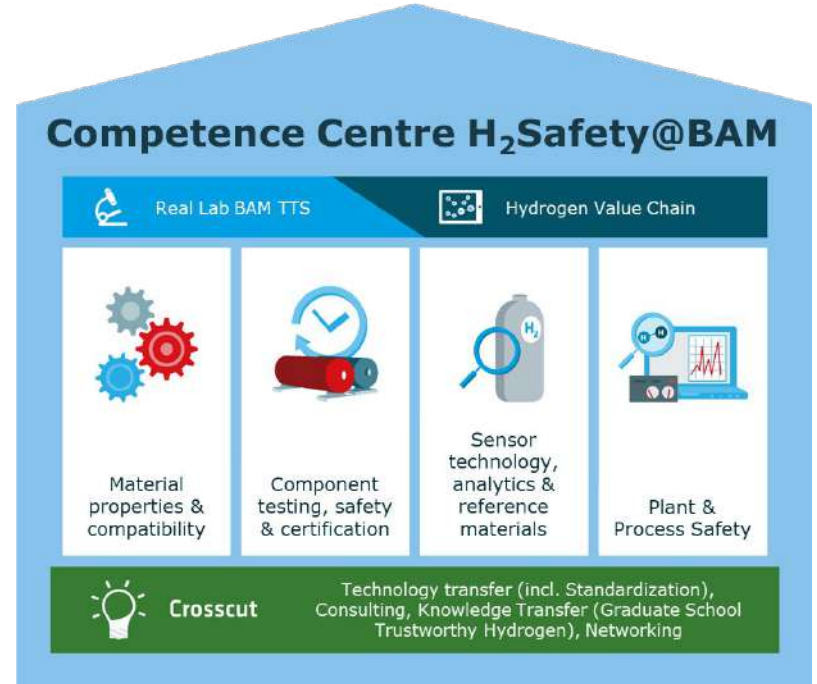 Competence Centre H₂Safety@BAM
Real Lab BAM TTS
Hydrogen Value Chain
Material
properties &
compatibility
Component
testing, safety
& certification
H₂
Sensor
technology,
analytics &
reference
materials
H H
Plant &
Process Safety
Crosscut
Technology transfer (incl. Standardization),
Consulting, Knowledge Transfer (Graduate School
Trustworthy Hydrogen), Networking